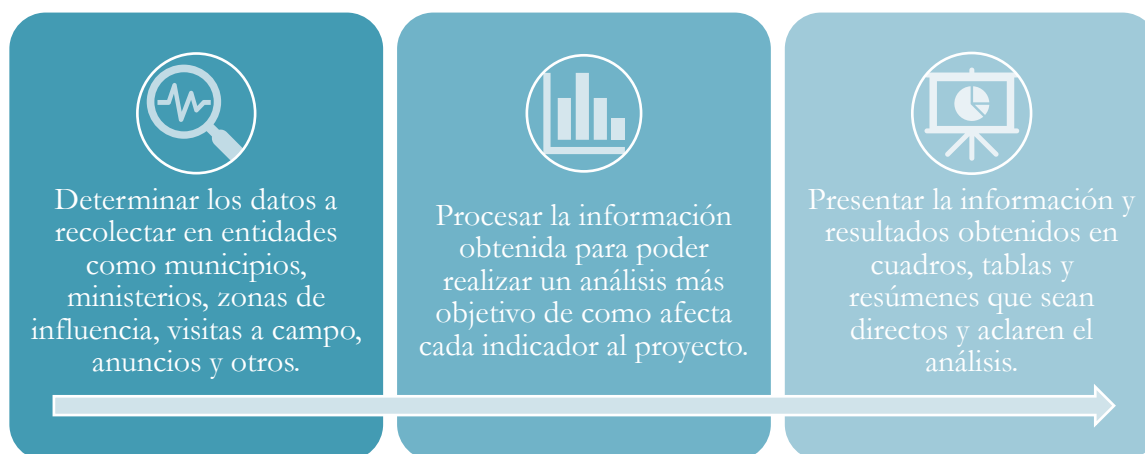 Determinar los datos a
recolectar en entidades
como municipios,
ministerios, zonas de
influencia, visitas a campo,
anuncios y otros.
Procesar la información
obtenida para poder
realizar un análisis más
objetivo de como afecta
cada indicador al proyecto.
Presentar la información y
resultados obtenidos en
cuadros, tablas y
resúmenes que sean
directos y aclaren el
análisis.